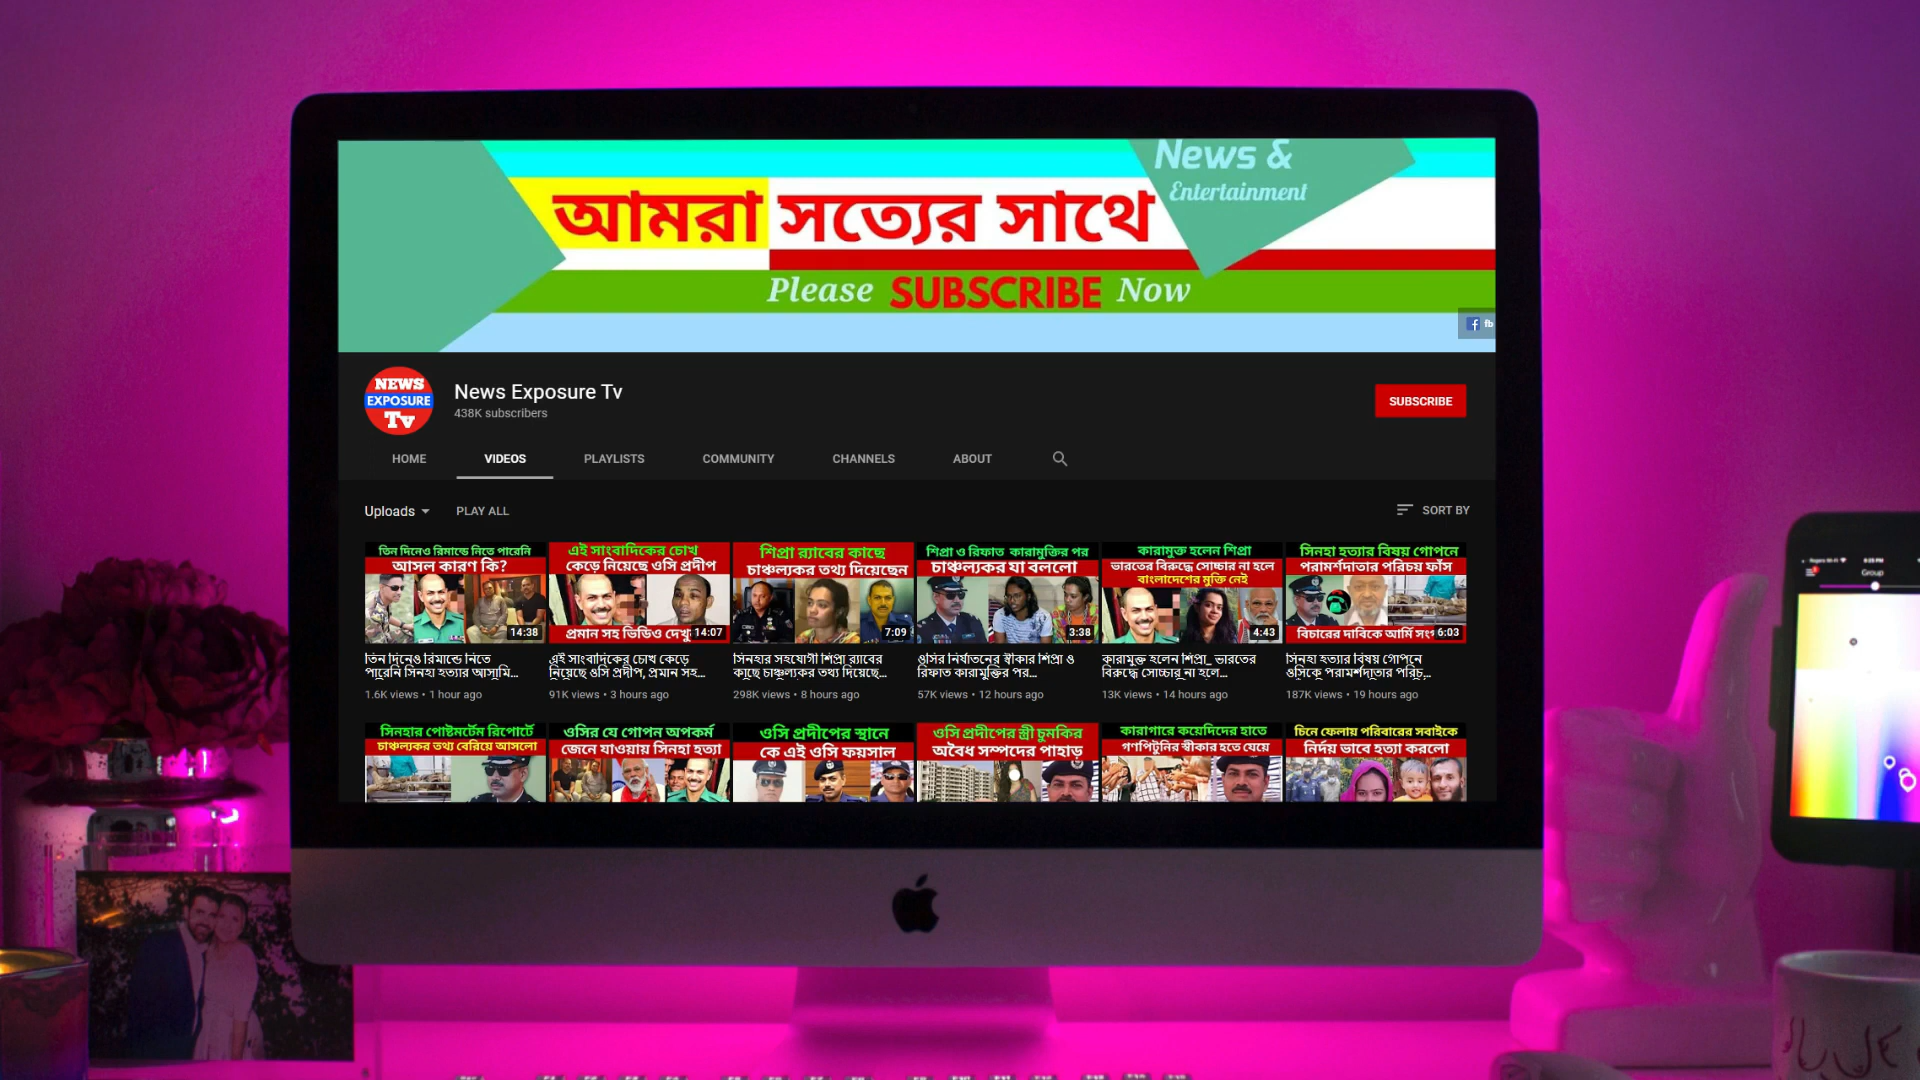 News &
Entertainment
আমরা সত্যের সাথে
Please SUBSCRIBE Now
fb
NEWS
EXPOSURE
Tv
News Exposure Tv
438K subscribers
SUBSCRIBE
HOME VIDEOS PLAYLISTS COMMUNITY CHANNELS ABOUT
Uploads PLAY ALL SORT BY
তিন দিনেও রিমান্ডে নিতে পারেনি
আসল কারণ কি?
14:38
এই সাংবাদিকের চোখ
কেড়ে নিয়েছে ওসি প্রদীপ
প্রমান সহ ভিডিও দেখু
14:07
শিপ্রা র‌্যাবের কাছে
চাঞ্চল্যকর তথ্য দিয়েছেন
7:09
শিপ্রা ও রিফাত কারামুক্তির পর
চাঞ্চল্যকর যা বললো
3:38
কারামুক্ত হলেন শিপ্রা
ভারতের বিরুদ্ধে সোচ্চার না হলে
বাংলাদেশের মুক্তি নেই
4:43
সিনহা হত্যার বিষয় গোপনে
পরামর্শদাতার পরিচয় ফাঁস
বিচারের দাবিকে আর্মি সং
6:03
তিন দিনেও রিমান্ডে নিতে
পারেনি সিনহা হত্যার আসামি...
1.6K views • 1 hour ago
এই সাংবাদিকের চোখ কেড়ে
নিয়েছে ওসি প্রদীপ, প্রমান সহ...
91K views • 3 hours ago
সিনহার সহযোগী শিপ্রা র‌্যাবের
কাছে চাঞ্চল্যকর তথ্য দিয়েছে...
298K views • 8 hours ago
ওসির নির্যাতনের স্বীকার শিপ্রা ও
রিফাত কারামুক্তির পর...
57K views • 12 hours ago
কারামুক্ত হলেন শিপ্রা_ ভারতের
বিরুদ্ধে সোচ্চার না হলে...
13K views • 14 hours ago
সিনহা হত্যার বিষয় গোপনে
ওসিকে পরামর্শদাতার পরিচ...
187K views • 19 hours ago
সিনহার পোষ্টমর্টেম রিপোর্টে
চাঞ্চল্যকর তথ্য বেরিয়ে আসলো
ওসির যে গোপন অপকর্ম
জেনে যাওয়ায় সিনহা হত্যা
ওসি প্রদীপের স্থানে
কে এই ওসি ফয়সাল
ওসি প্রদীপের স্ত্রী চুমকির
অবৈধ সম্পদের পাহাড়
কারাগারে কয়েদিদের হাতে
গণপিটুনির স্বীকার হতে যেয়ে
চিনে ফেলায় পরিবারের সবাইকে
নির্দয় ভাবে হত্যা করলো
Group